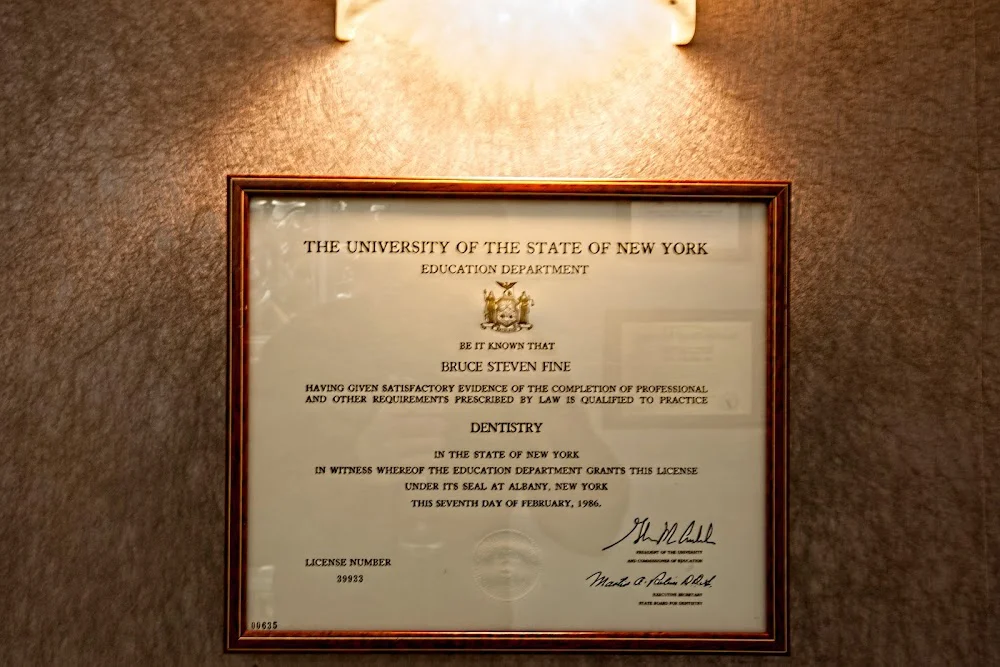 THE UNIVERSITY OF THE STATE OF NEW YORK
EDUCATION DEPARTMENT
BE IT KNOWN THAT
BRUCE STEVEN FINE
HAVING GIVEN SATISFACTORY EVIDENCE OF THE COMPLETION OF PROFESSIONAL
AND OTHER REQUIREMENTS PRESCRIBED BY LAW IS QUALIFIED TO PRACTICE
DENTISTRY
IN THE STATE OF NEW YORK
IN WITNESS WHEREOF THE EDUCATION DEPARTMENT GRANTS THIS LICENSE
UNDER ITS SEAL AT ALBANY, NEW YORK
THIS SEVENTH DAY OF FEBRUARY, 1986.
PRESIDENT OF THE UNIVERSITY
AND COMMISSIONER OF EDUCATION
LICENSE NUMBER
39933
EXECUTIVE SECRETARY
STATE BOARD FOR DENTISTRY
00635